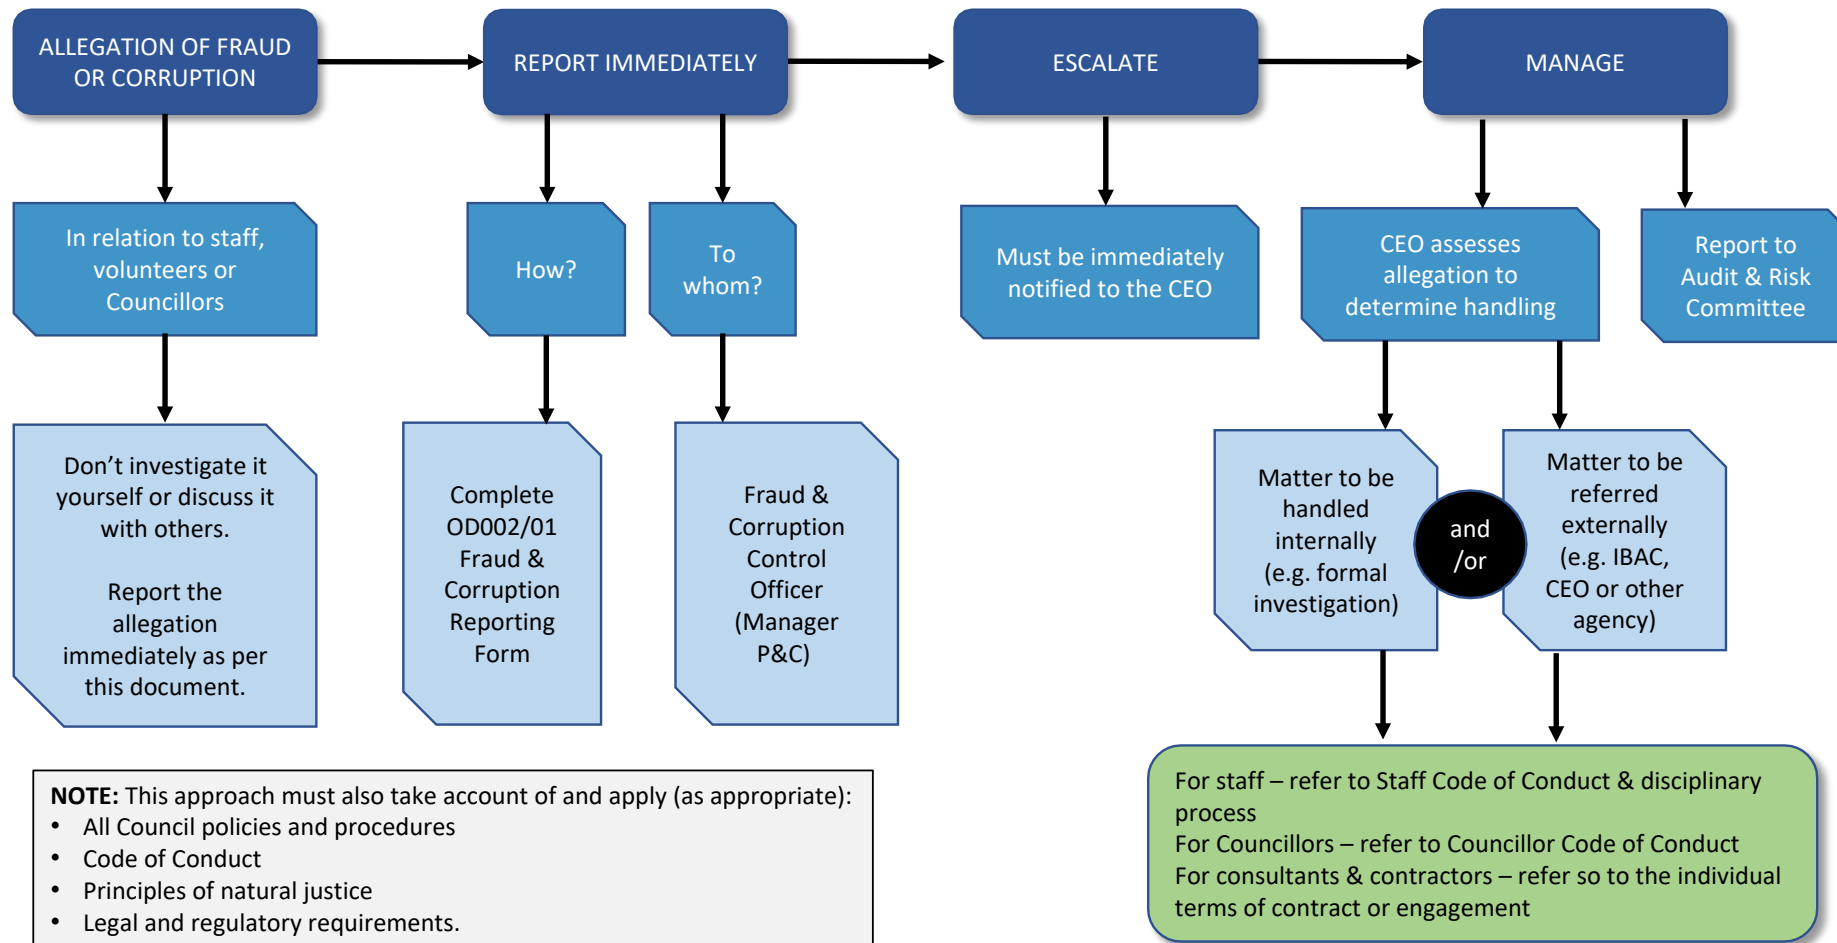 ALLEGATION OF FRAUD
OR CORRUPTION
REPORT IMMEDIATELY
ESCALATE
MANAGE
In relation to staff,
volunteers or
Councillors
How?
To
whom?
Must be immediately
notified to the CEO
CEO assesses
allegation to
determine handling
Report to
Audit & Risk
Committee
Don’t investigate it
yourself or discuss it
with others.
Report the
allegation
immediately as per
this document.
Complete
OD002/01
Fraud &
Corruption
Reporting
Form
Fraud &
Corruption
Control
Officer
(Manager
P&C)
Matter to be
handled
internally
(e.g. formal
investigation)
and
/or
Matter to be
referred
externally
(e.g. IBAC,
CEO or other
agency)
NOTE: This approach must also take account of and apply (as appropriate):
• All Council policies and procedures
• Code of Conduct
• Principles of natural justice
• Legal and regulatory requirements.
For staff – refer to Staff Code of Conduct & disciplinary
process
For Councillors – refer to Councillor Code of Conduct
For consultants & contractors – refer so to the individual
terms of contract or engagement